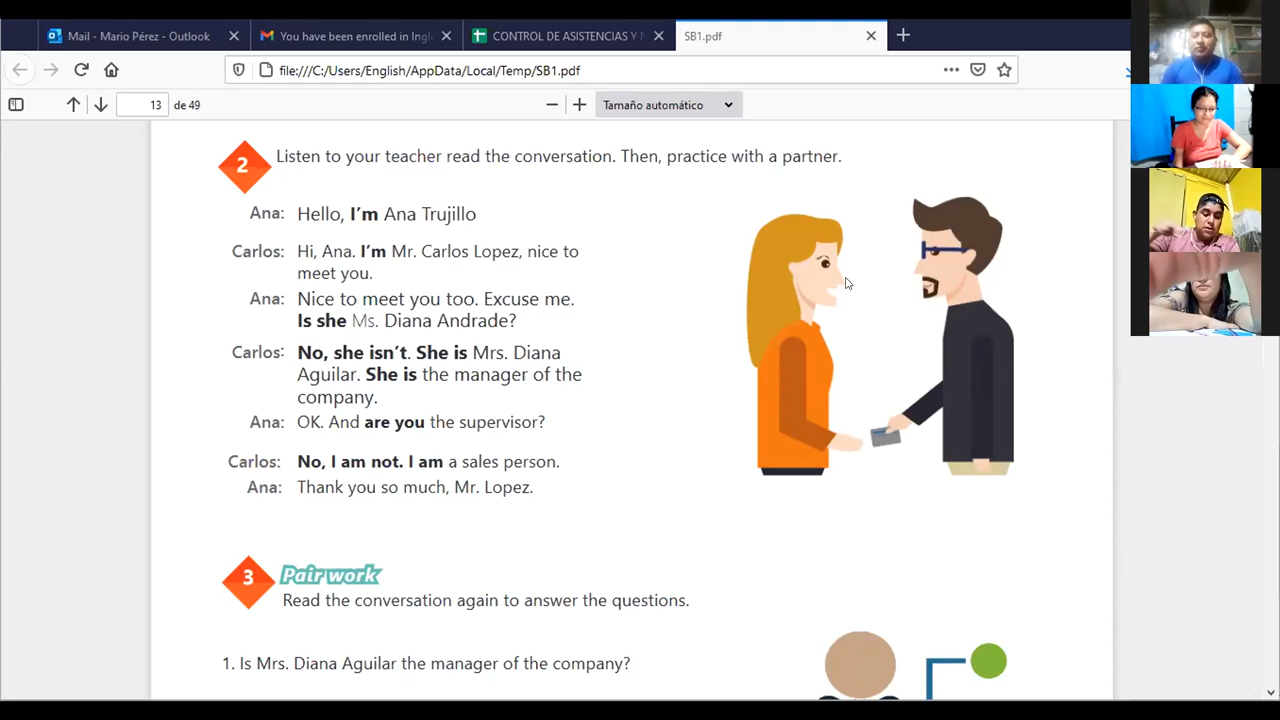 Mail - Mario Pérez - Outlook
You have been enrolled in Ingl
CONTROL DE ASISTENCIAS Y N
SB1.pdf
file:///C:/Users/English/AppData/Local/Temp/SB1.pdf
13 de 49
Tamaño automático
2 Listen to your teacher read the conversation. Then, practice with a partner.
Ana: Hello, I'm Ana Trujillo
Carlos: Hi, Ana. I'm Mr. Carlos Lopez, nice to
meet you.
Ana: Nice to meet you too. Excuse me.
Is she Ms. Diana Andrade?
Carlos: No, she isn't. She is Mrs. Diana
Aguilar. She is the manager of the
company.
Ana: OK. And are you the supervisor?
Carlos: No, I am not. I am a sales person.
Ana: Thank you so much, Mr. Lopez.
3 Pair work
Read the conversation again to answer the questions.
1. Is Mrs. Diana Aguilar the manager of the company?